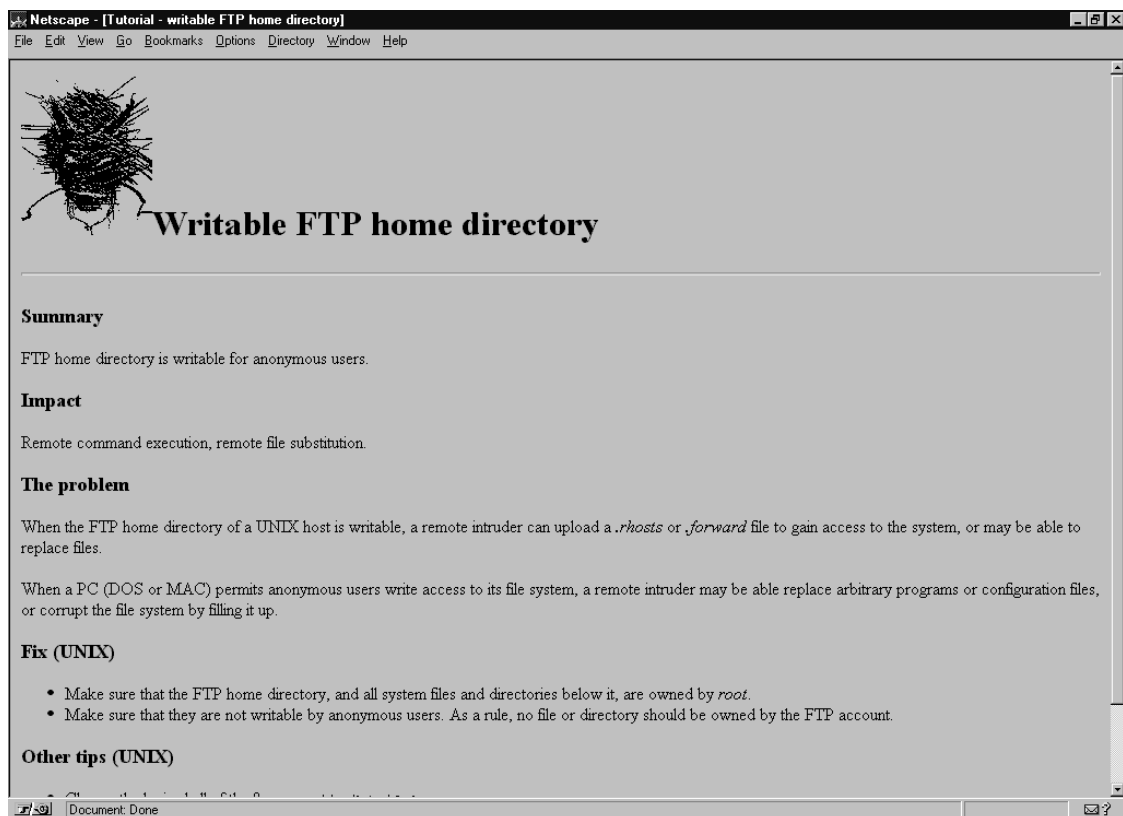 Netscape - [Tutorial - writable FTP home directory]
File Edit View Go Bookmarks Options Directory Window Help
Writable FTP home directory
Summary
FTP home directory is writable for anonymous users.
Impact
Remote command execution, remote file substitution.
The problem
When the FTP home directory of a UNIX host is writable, a remote intruder can upload a .rhosts or .forward file to gain access to the system, or may be able to
replace files.
When a PC (DOS or MAC) permits anonymous users write access to its file system, a remote intruder may be able replace arbitrary programs or configuration files,
or corrupt the file system by filling it up.
Fix (UNIX)
• Make sure that the FTP home directory, and all system files and directories below it, are owned by root.
• Make sure that they are not writable by anonymous users. As a rule, no file or directory should be owned by the FTP account.
Other tips (UNIX)
Document: Done